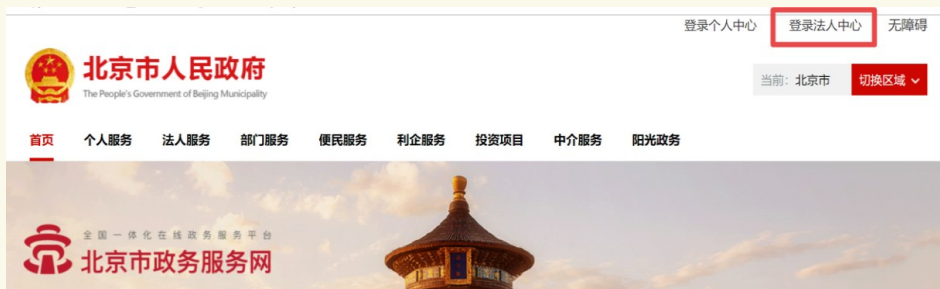 登录个人中心 登录法人中心 无障碍
北京市人民政府
The People's Government of Beijing Municipality
当前：北京市 切换区域
首页 个人服务 法人服务 部门服务 便民服务 利企服务 投资项目 中介服务 阳光政务
全国一体化在线政务服务平台
北京市政务服务网